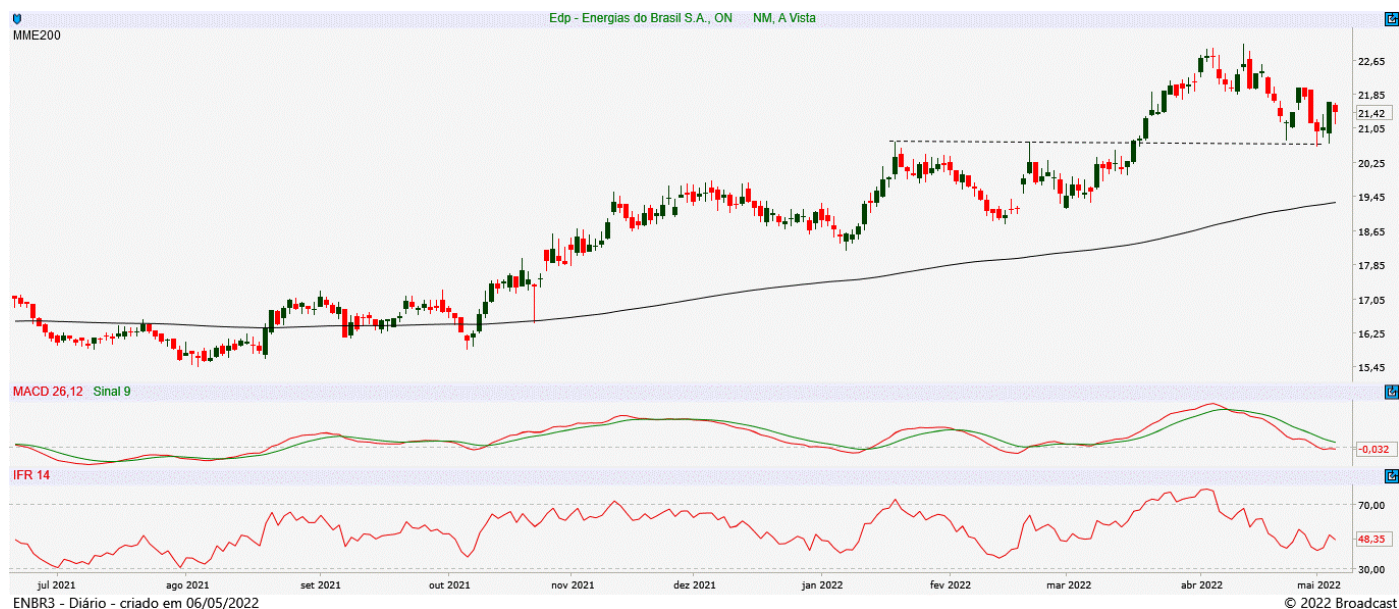 Edp - Energias do Brasil S.A., ON NM, A Vista
MME200
22,65
21,85
21,42
21,05
20,25
19,45
18,65
17,85
17,05
16,25
15,45
MACD 26,12 Sinal 9
-0,032
IFR 14
70,00
48,35
30,00
jul 2021 ago 2021 set 2021 out 2021 nov 2021 dez 2021 jan 2022 fev 2022 mar 2022 abr 2022 mai 2022
ENBR3 - Diário - criado em 06/05/2022 © 2022 Broadcast